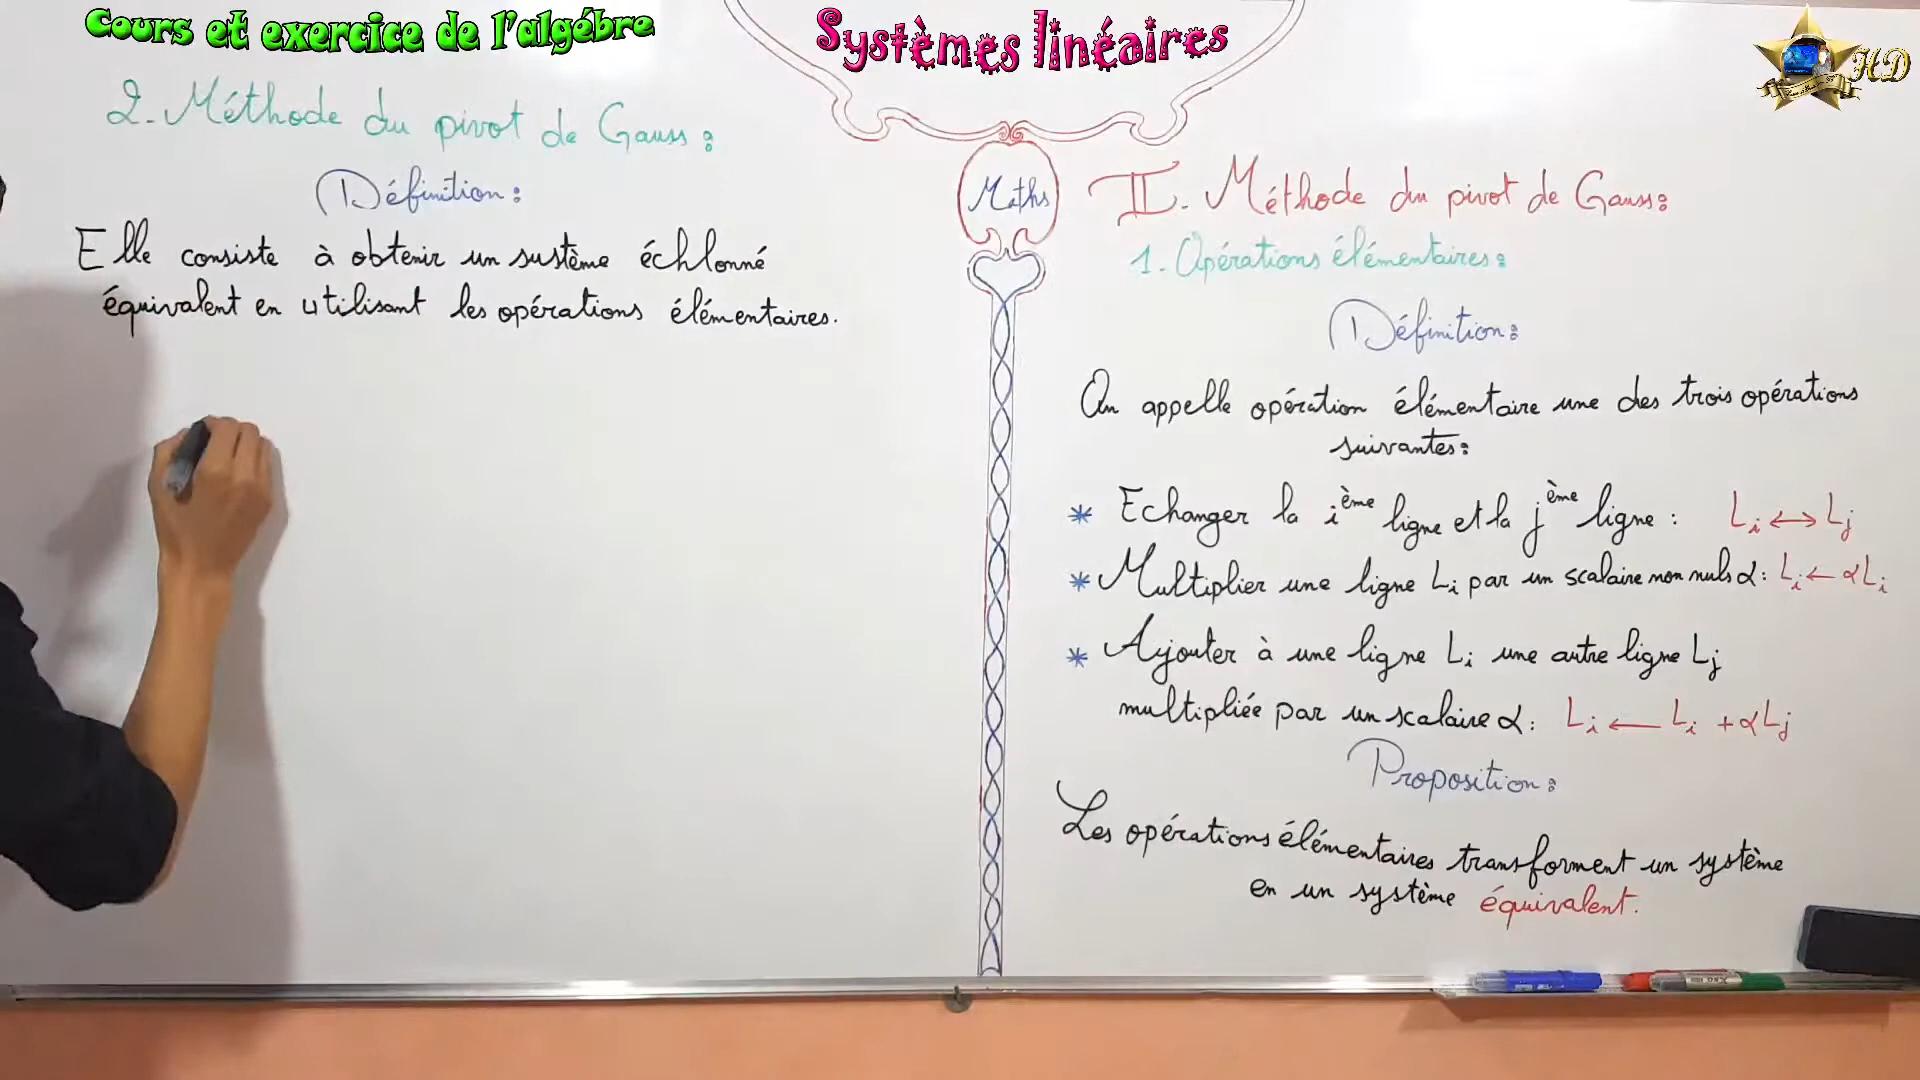 Cours et exercice de l'algébre
Systèmes linéaires
HD
2. Méthode du pivot de Gauss :
Définition :
Elle consiste à obtenir un sustème échlonné
équivalent en utilisant les opérations élémentaires.
Maths
II. Méthode du pivot de Gauss :
1. Opérations élémentaires :
Définition :
On appelle opération élémentaire une des trois opérations
suivantes :
* Echanger la ième ligne et la jème ligne : Li ↔ Lj
* Multiplier une ligne Li par un scalaire non nuls α : Li ← αLi
* Ajouter à une ligne Li une autre ligne Lj
multipliée par un scalaire α : Li ← Li + αLj
Proposition :
Les opérations élémentaires transforment un système
en un système équivalent.